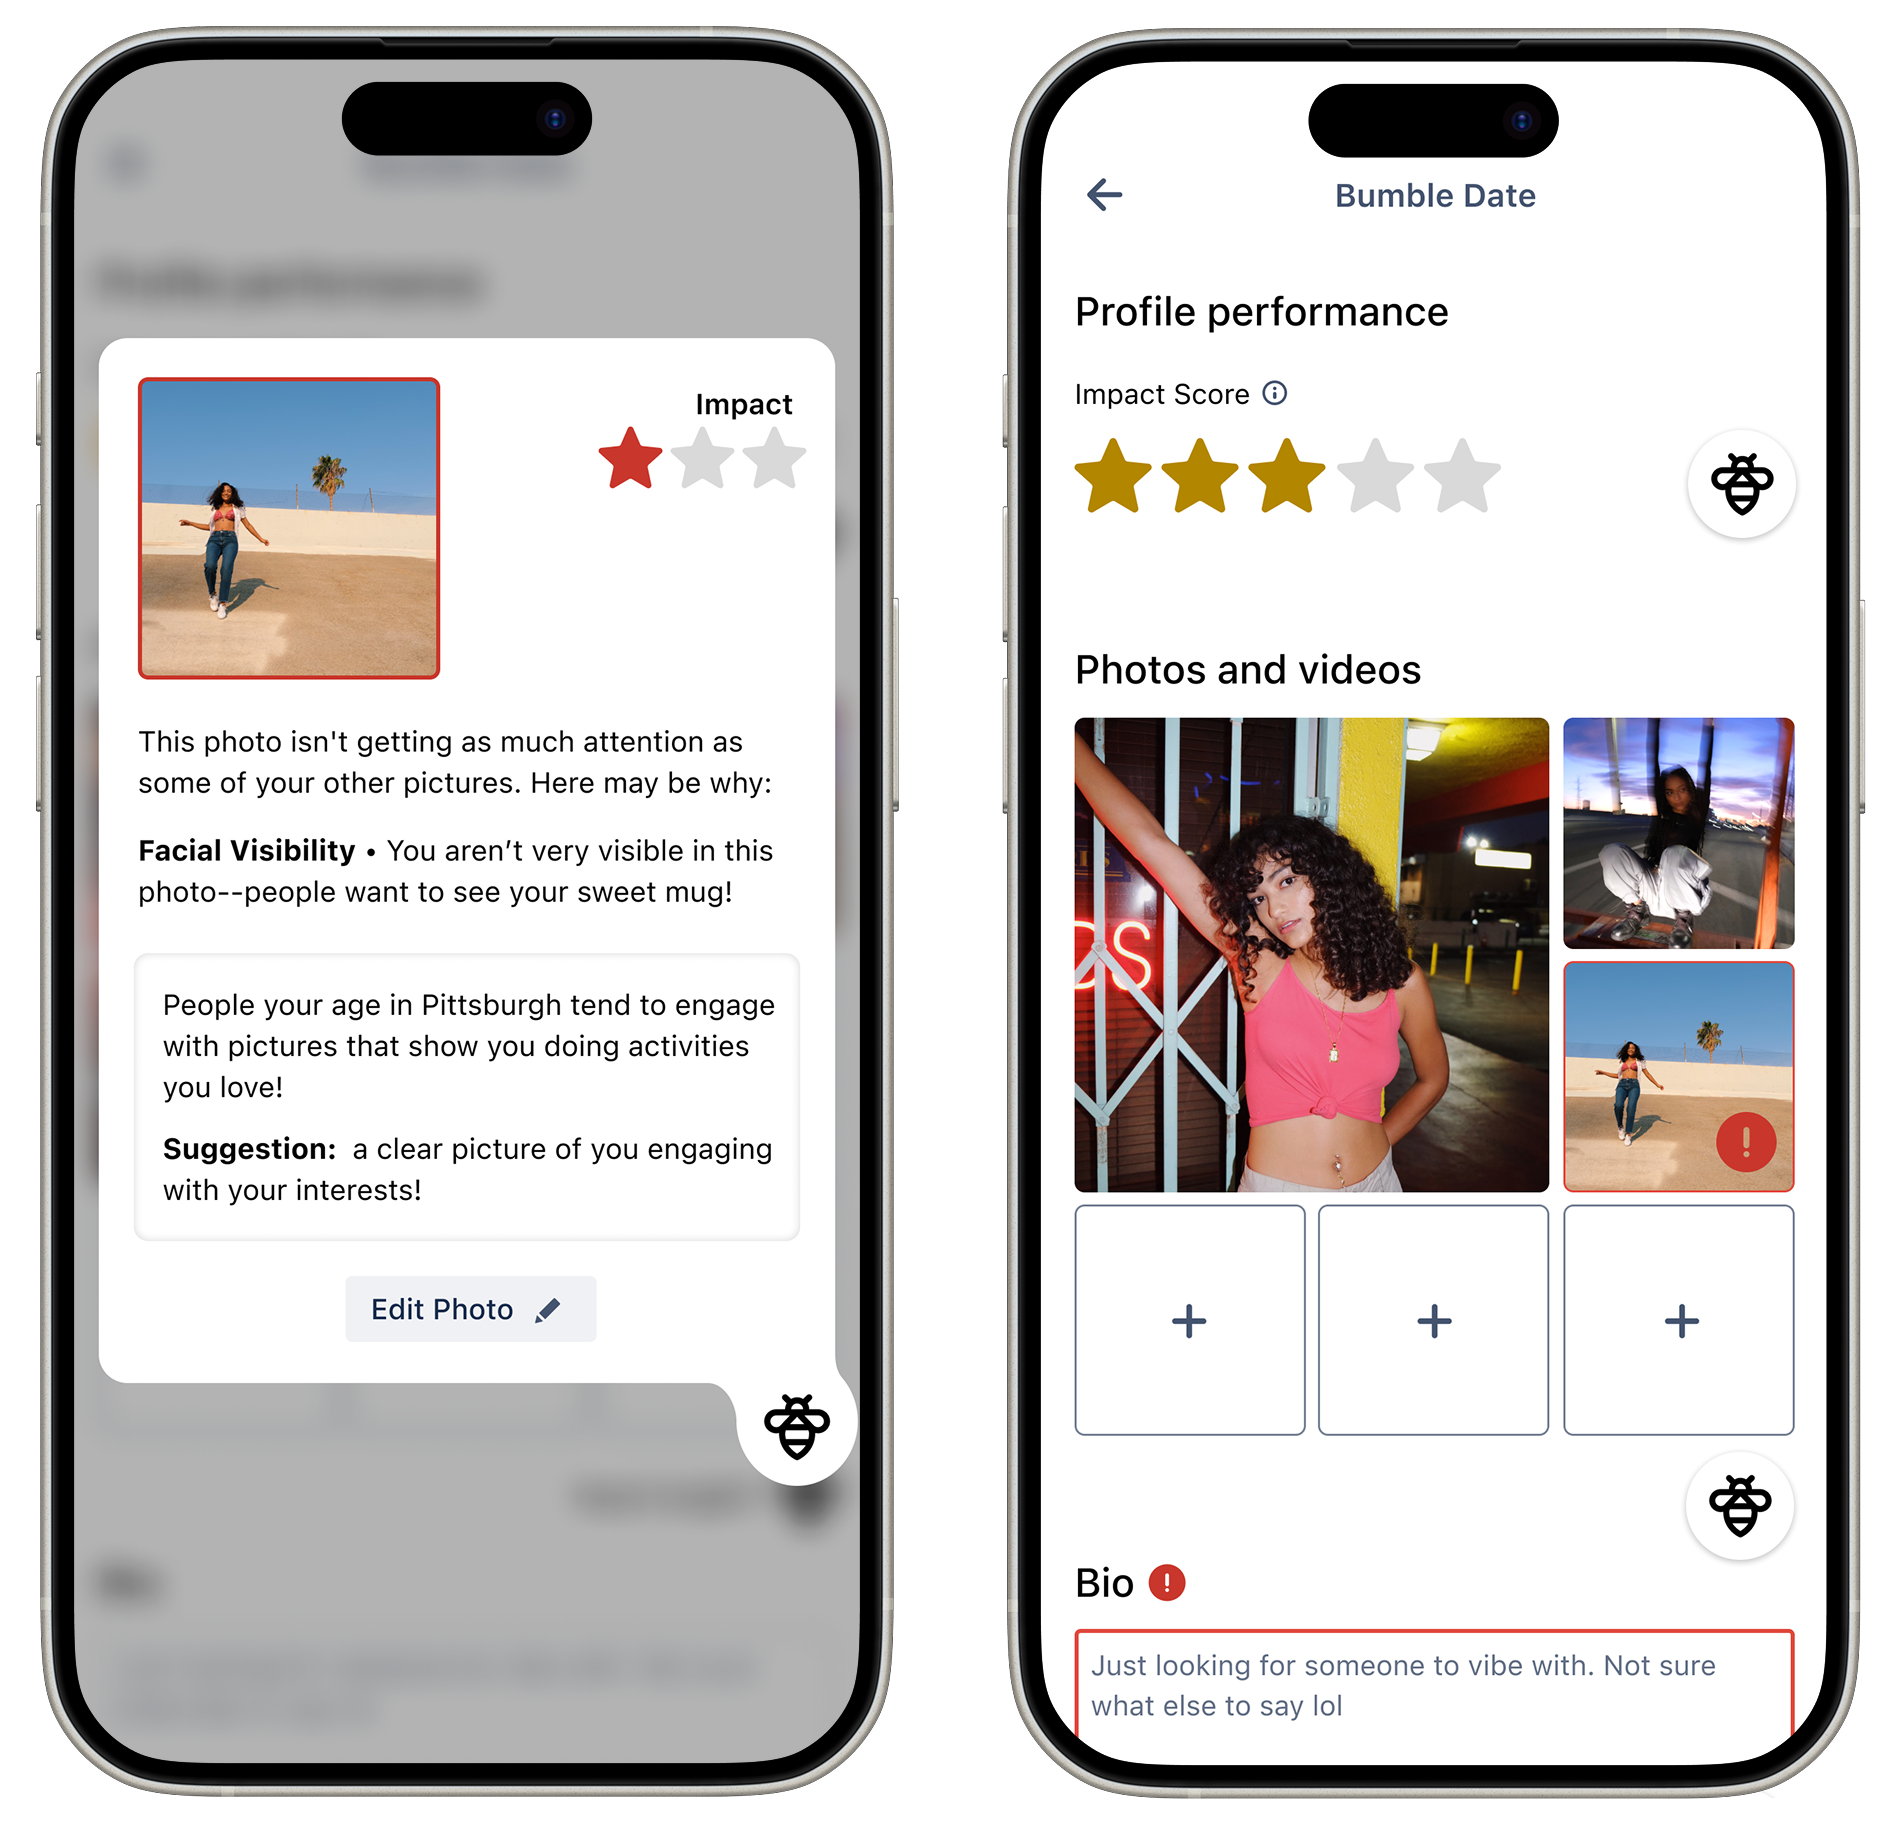 Impact
This photo isn't getting as much attention as
some of your other pictures. Here may be why:
Facial Visibility • You aren’t very visible in this
photo--people want to see your sweet mug!
People your age in Pittsburgh tend to engage
with pictures that show you doing activities
you love!
Suggestion: a clear picture of you engaging
with your interests!
Edit Photo
Bumble Date
Profile performance
Impact Score
Photos and videos
Bio
Just looking for someone to vibe with. Not sure
what else to say lol